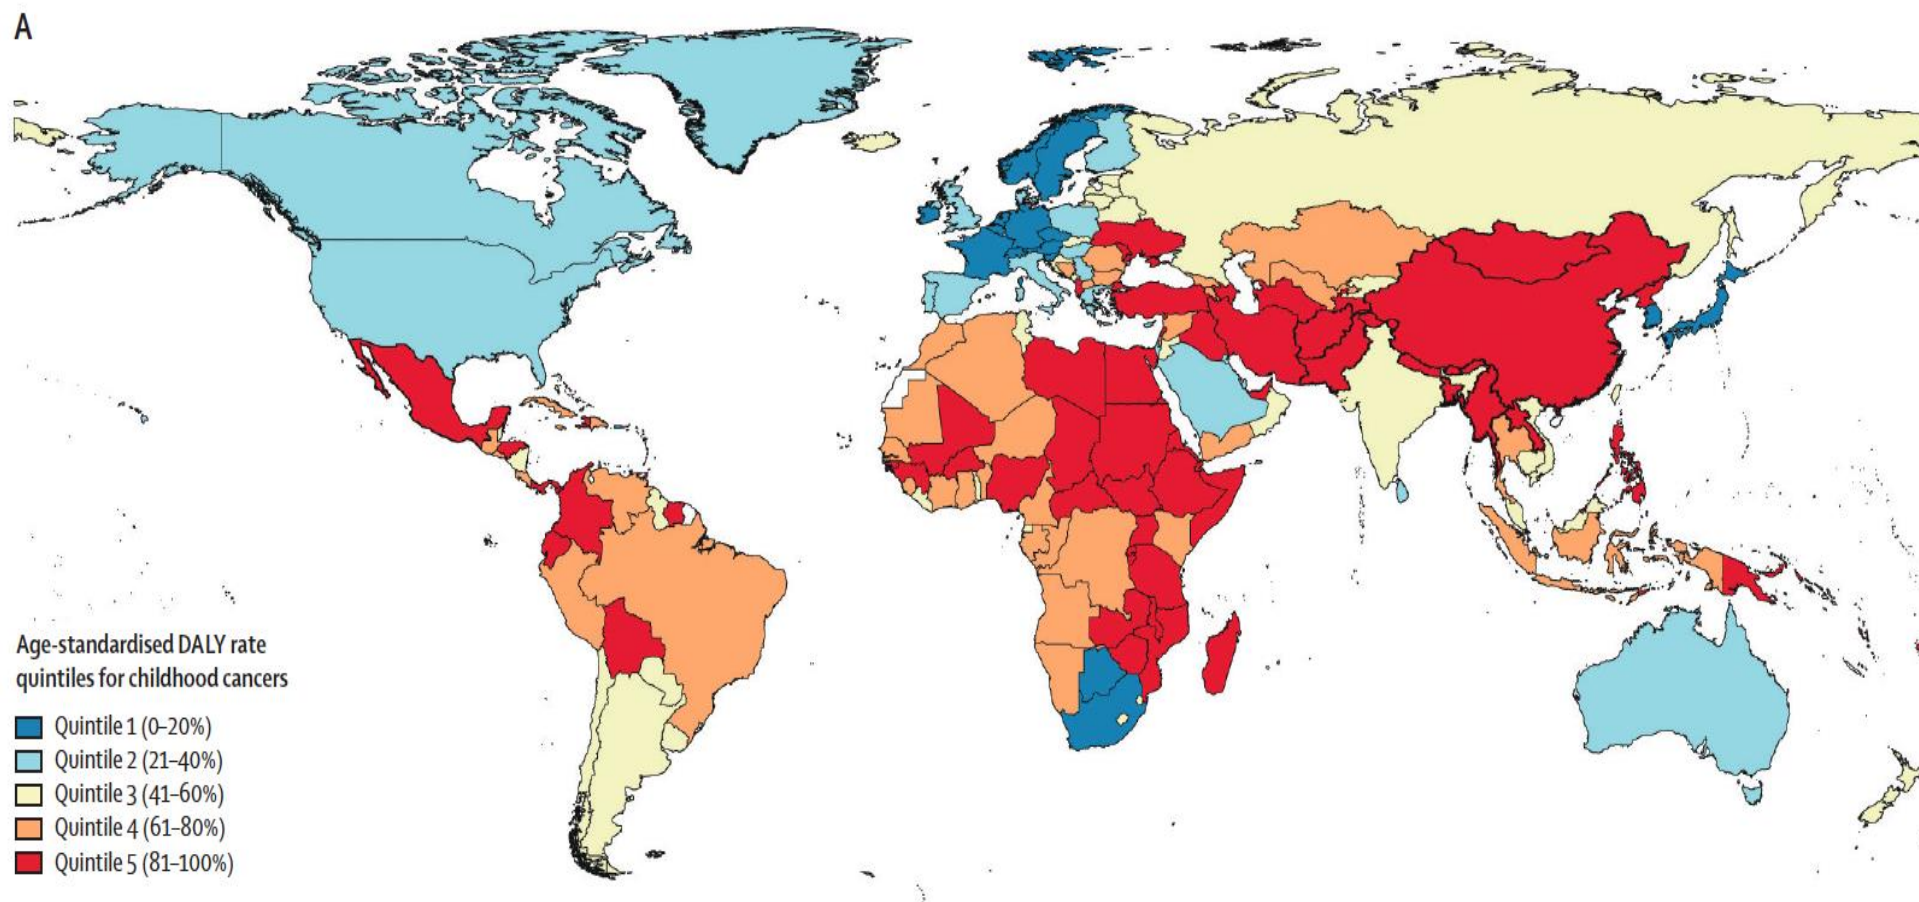 A
Age-standardised DALY rate
quintiles for childhood cancers
Quintile 1 (0–20%)
Quintile 2 (21–40%)
Quintile 3 (41–60%)
Quintile 4 (61–80%)
Quintile 5 (81–100%)